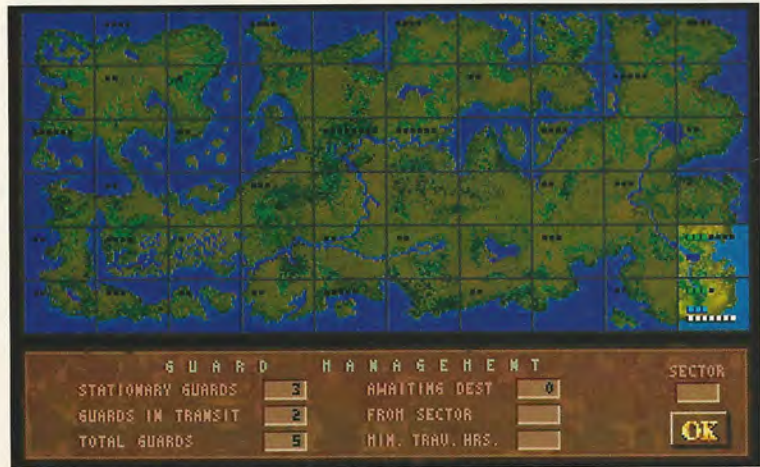 GUARD MANAGEMENT
STATIONARY GUARDS 3
GUARDS IN TRANSIT 2
TOTAL GUARDS 5
AWAITING DEST 0
FROM SECTOR
MIN. TRAV. HRS.
SECTOR
OK